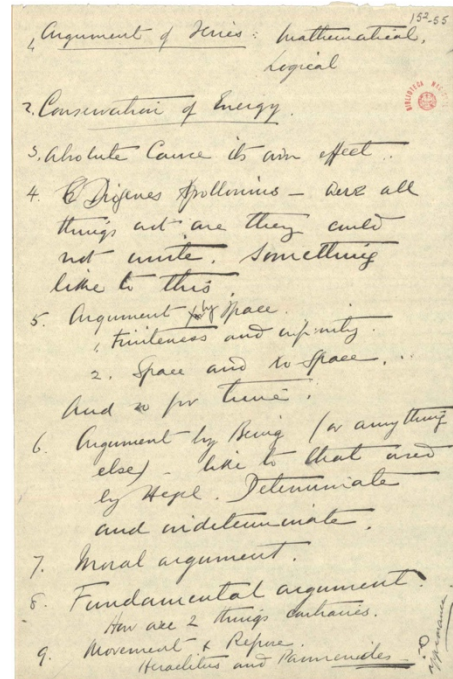 152-55
1, Argument of Series: Mathematical,
Logical
2. Conservation of Energy.
3. Absolute Cause its own effect.
4. Diogenes Apollonius – were all
things not one they could
not unite. Something
like to this.
5. Argument by Space.
1, Finiteness and infinity.
2. Space and no Space...
And so for time.
6. Argument by Being (or anything
else) – like to that used
by Hegel. Determinate
and indeterminate.
7. Moral argument.
8. Fundamental argument.
How are 2 things contraries.
9. Movement & Repose.
Heraclitus and Parmenides.
appearance